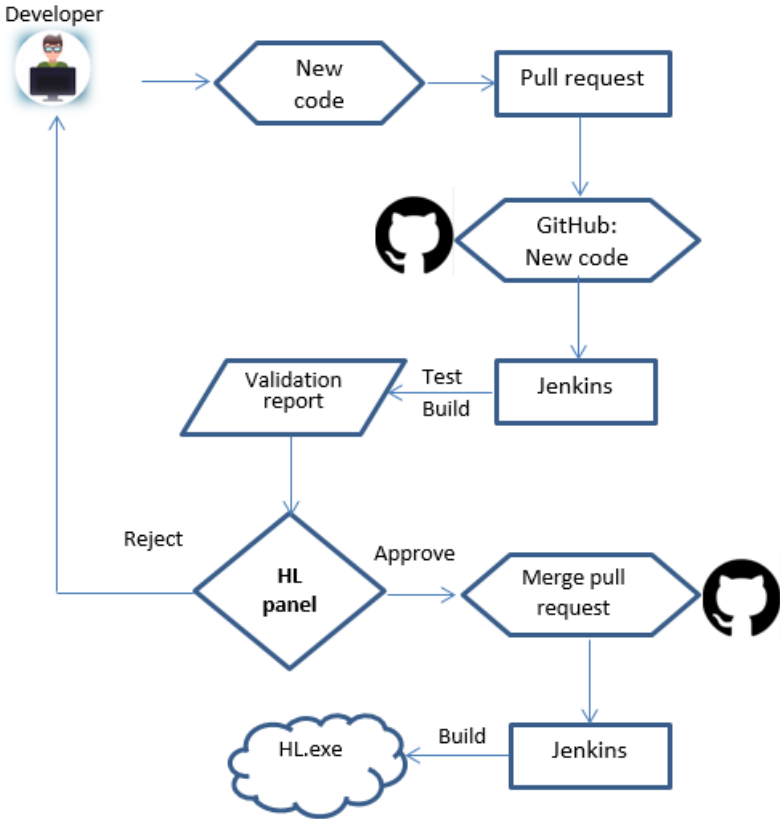 Developer
New
code
Pull request
GitHub:
New code
Validation
report
Test
Build
Jenkins
Reject
HL
panel
Approve
Merge pull
request
HL.exe
Build
Jenkins